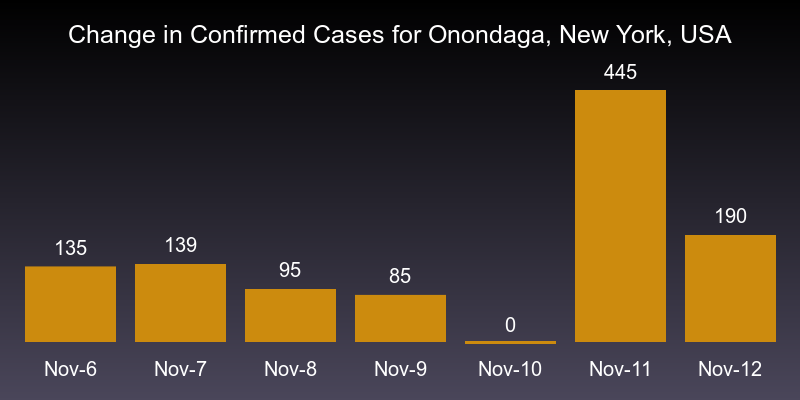 Change in Confirmed Cases for Onondaga, New York, USA
445
190
135
139
95
85
0
Nov-6
Nov-7
Nov-8
Nov-9
Nov-10
Nov-11
Nov-12